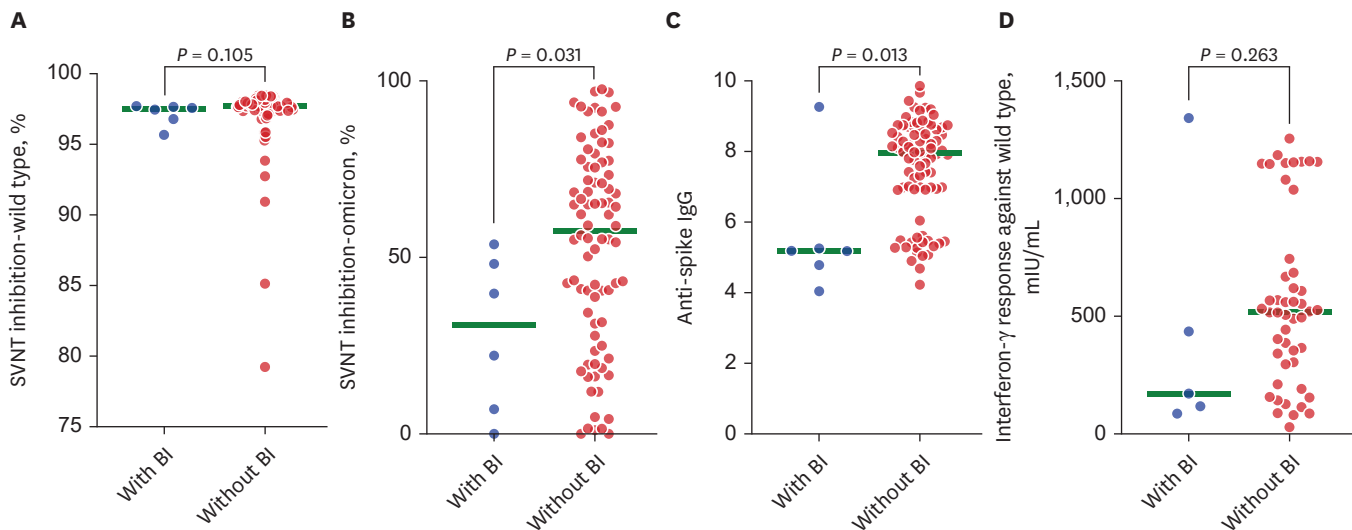 A
P = 0.105
SVNT inhibition-wild type, %
100
95
90
85
80
75
With BI
Without BI
B
P = 0.031
SVNT inhibition-omicron, %
100
50
0
With BI
Without BI
C
P = 0.013
Anti-spike IgG
10
8
6
4
2
0
With BI
Without BI
D
P = 0.263
Interferon-γ response against wild type,
mIU/mL
1,500
1,000
500
0
With BI
Without BI